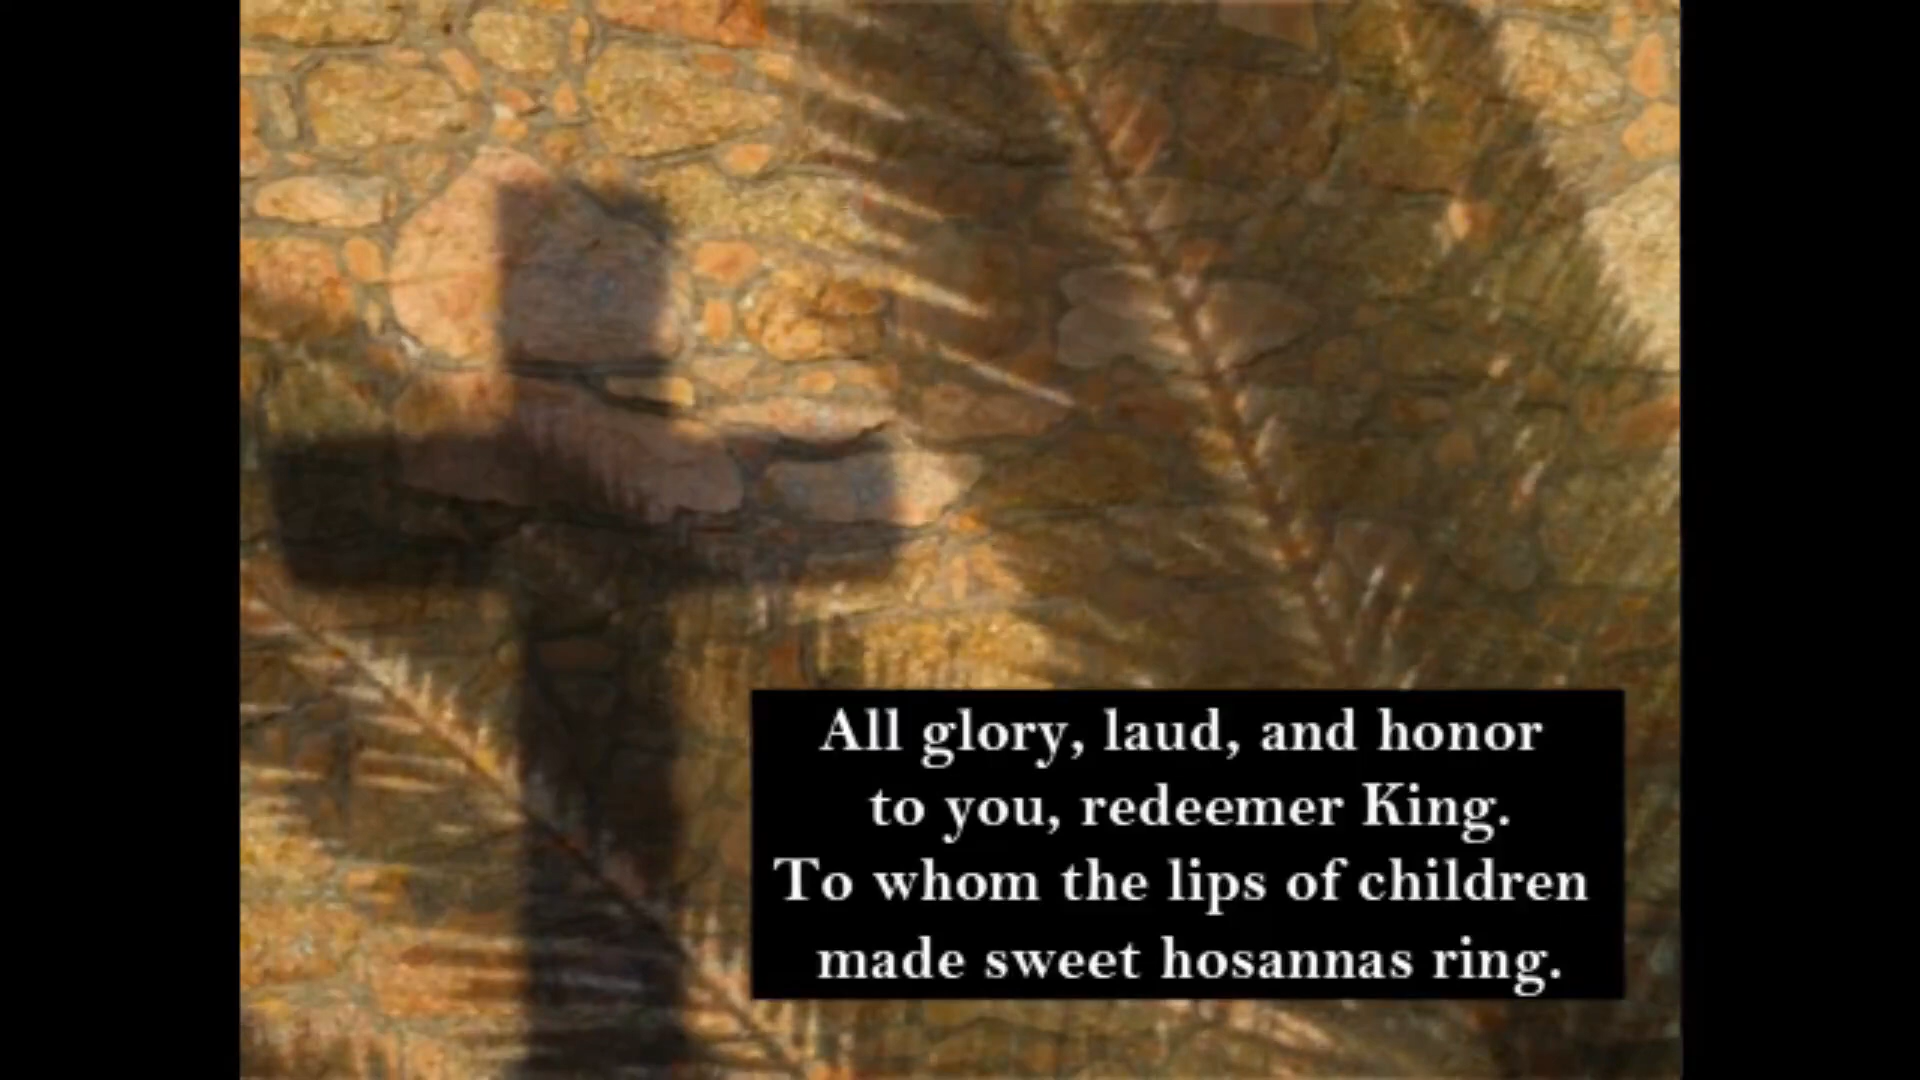 All glory, laud, and honor
to you, redeemer King.
To whom the lips of children
made sweet hosannas ring.